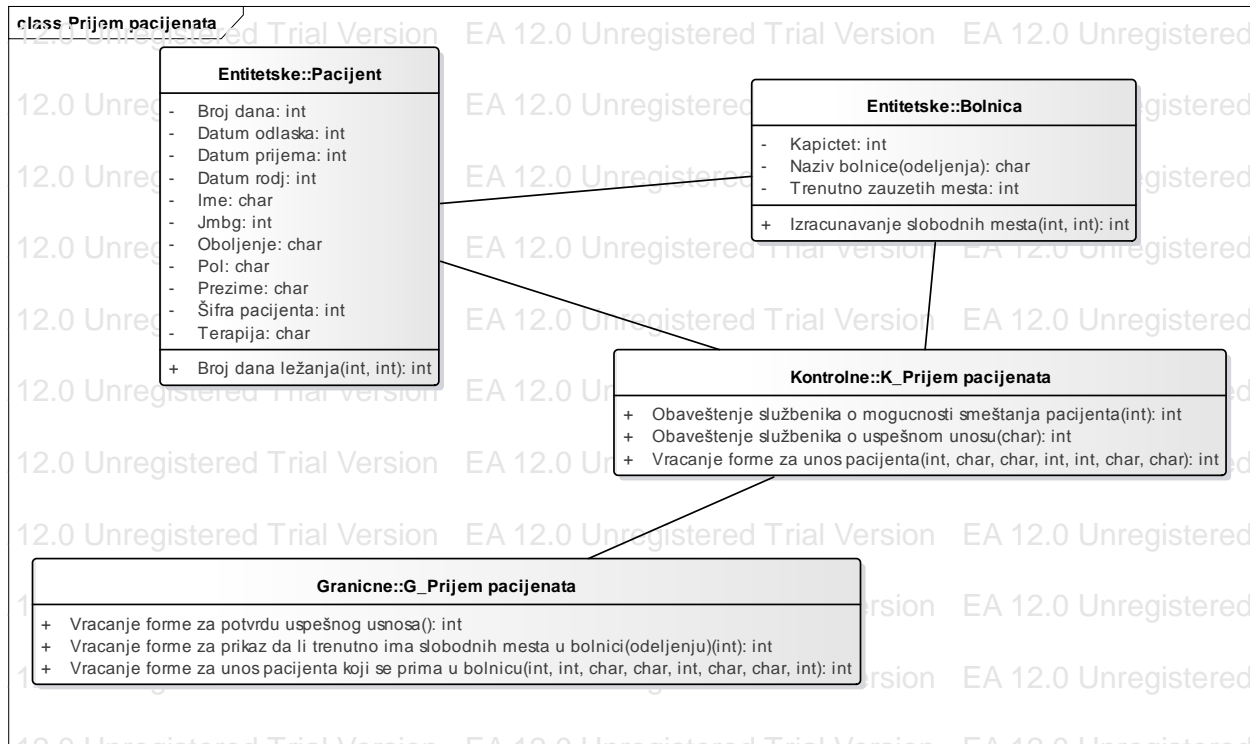 class Prijem pacijenata
Entitetske::Pacijent
- Broj dana: int
- Datum odlaska: int
- Datum prijema: int
- Datum rodj: int
- Ime: char
- Jmbg: int
- Oboljenje: char
- Pol: char
- Prezime: char
- Šifra pacijenta: int
- Terapija: char
+ Broj dana ležanja(int, int): int
Entitetske::Bolnica
- Kapictet: int
- Naziv bolnice(odeljenja): char
- Trenutno zauzetih mesta: int
+ Izracunavanje slobodnih mesta(int, int): int
Kontrolne::K_Prijem pacijenata
+ Obaveštenje službenika o mogucnosti smeštanja pacijenta(int): int
+ Obaveštenje službenika o uspešnom unosu(char): int
+ Vracanje forme za unos pacijenta(int, char, char, int, int, char, char): int
Granicne::G_Prijem pacijenata
+ Vracanje forme za potvrdu uspešnog usnosa(): int
+ Vracanje forme za prikaz da li trenutno ima slobodnih mesta u bolnici(odeljenju)(int): int
+ Vracanje forme za unos pacijenta koji se prima u bolnicu(int, int, char, char, int, char, char, int): int
EA 12.0 Unregistered Trial Version